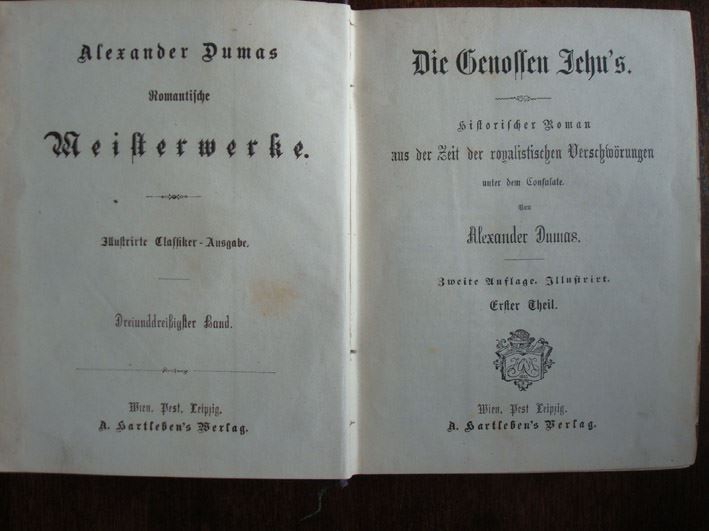 Alexander Dumas
Romantische
Meisterwerke.
Illustrirte Classiker-Ausgabe.
Dreiunddreißigster Band.
Wien, Pest, Leipzig.
A. Hartleben's Verlag.
Die Genossen Jehu's.
Historischer Roman
aus der Zeit der royalistischen Verschwörungen
unter dem Consulate.
Von
Alexander Dumas.
Zweite Auflage. Illustrirt.
Erster Theil.
Wien, Pest Leipzig.
A. Hartleben's Verlag.